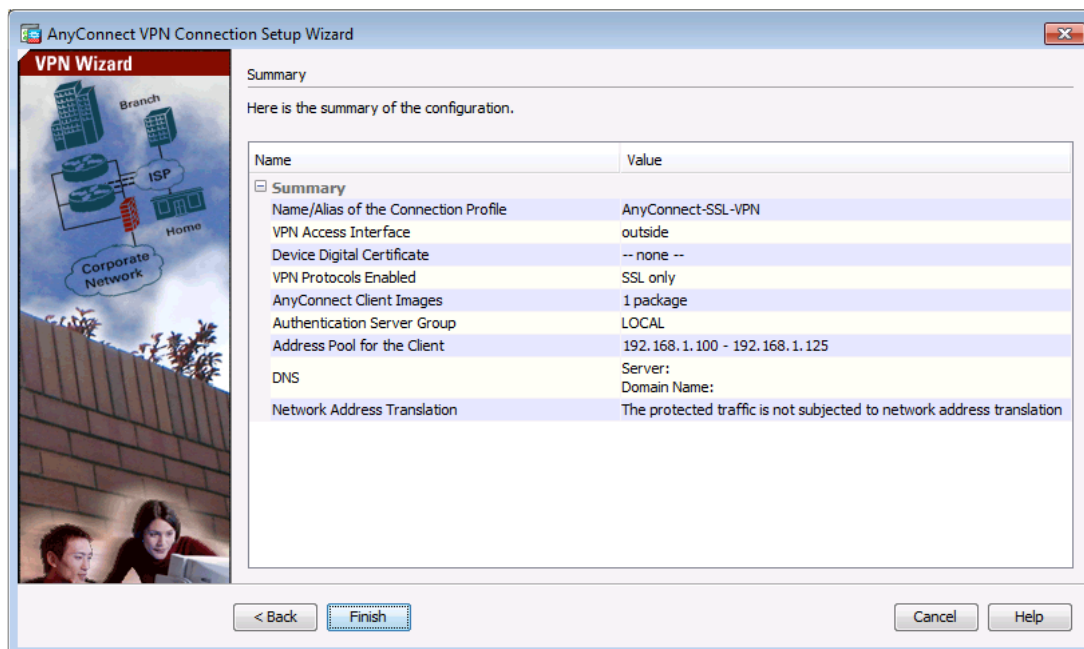 AnyConnect VPN Connection Setup Wizard
VPN Wizard
Branch
ISP
Home
Corporate
Network
Summary
Here is the summary of the configuration.
Name Value
Summary
Name/Alias of the Connection Profile AnyConnect-SSL-VPN
VPN Access Interface outside
Device Digital Certificate -- none --
VPN Protocols Enabled SSL only
AnyConnect Client Images 1 package
Authentication Server Group LOCAL
Address Pool for the Client 192.168.1.100 - 192.168.1.125
DNS Server:
Domain Name:
Network Address Translation The protected traffic is not subjected to network address translation
< Back Finish Cancel Help